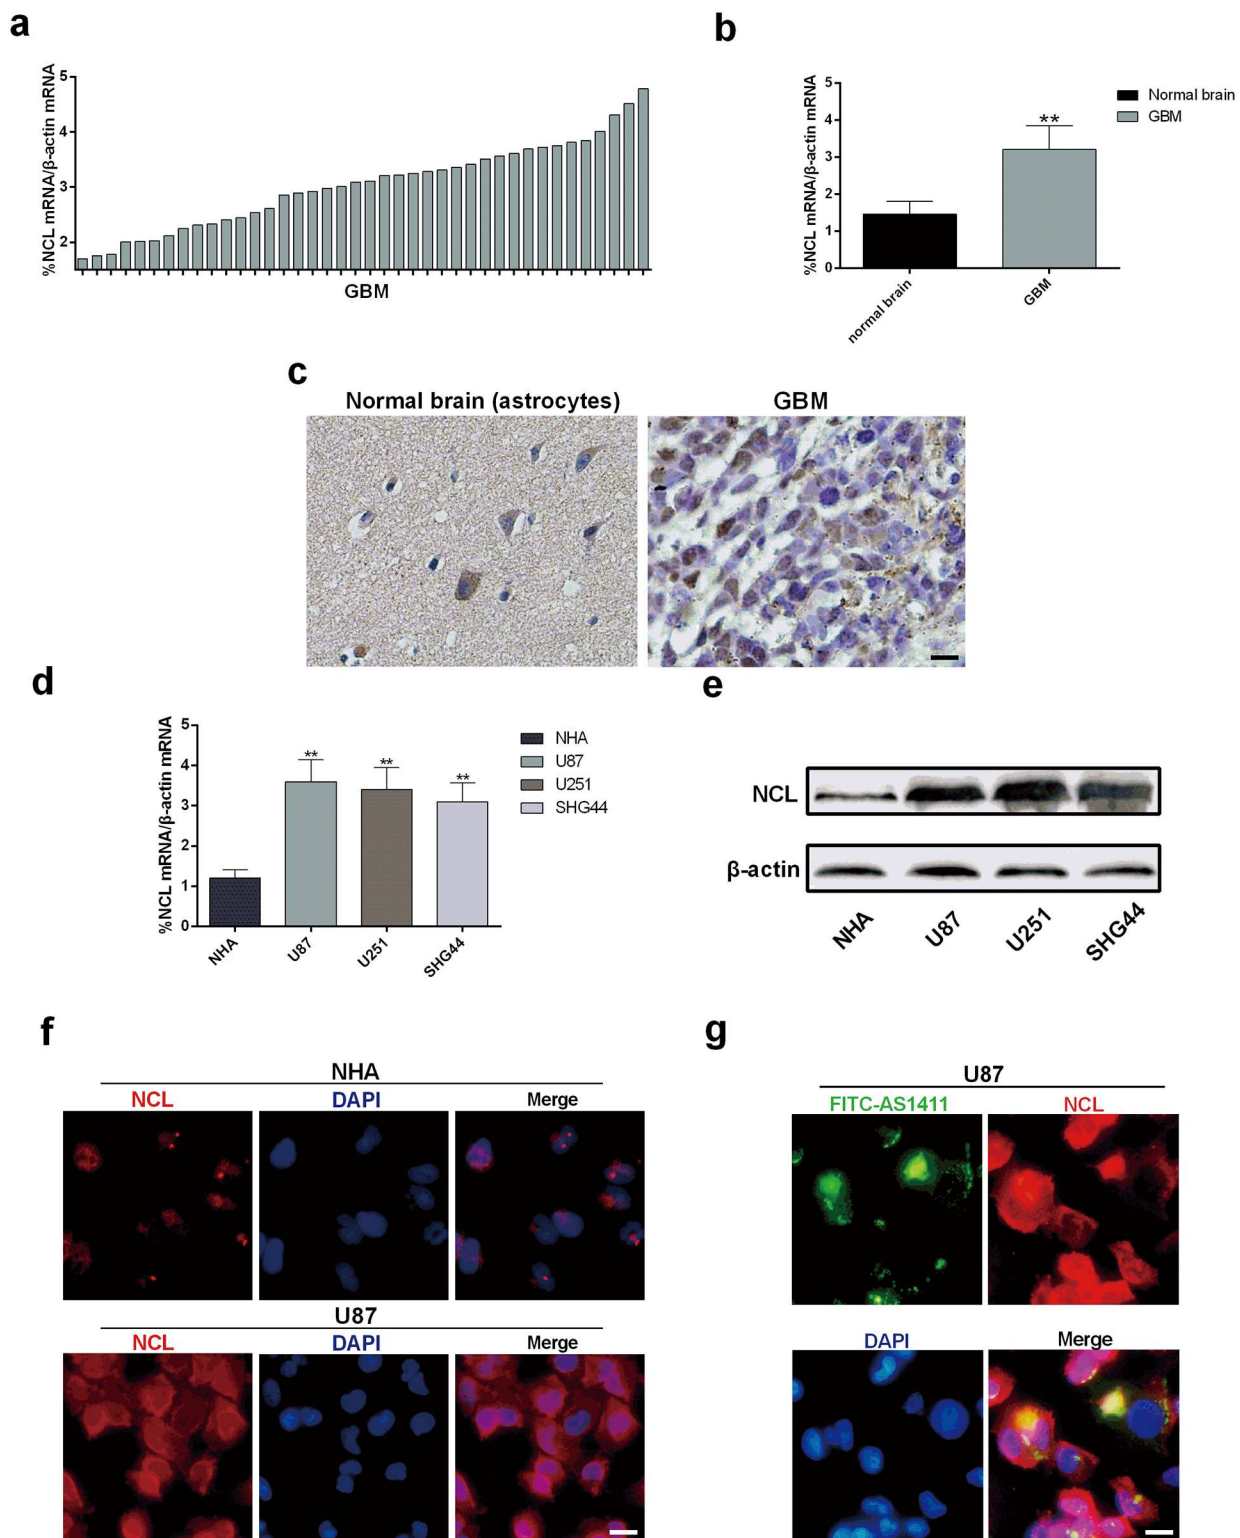 a
%NCL mRNA/β-actin mRNA
5
4
3
2
GBM
b
%NCL mRNA/β-actin mRNA
5
4
3
2
1
0
**
normal brain
GBM
Normal brain
GBM
c
Normal brain (astrocytes)
GBM
d
%NCL mRNA/β-actin mRNA
5
4
3
2
1
0
**
**
**
NHA
U87
U251
SHG44
NHA
U87
U251
SHG44
e
NCL
β-actin
NHA
U87
U251
SHG44
f
NHA
NCL
DAPI
Merge
U87
NCL
DAPI
Merge
g
U87
FITC-AS1411
NCL
DAPI
Merge